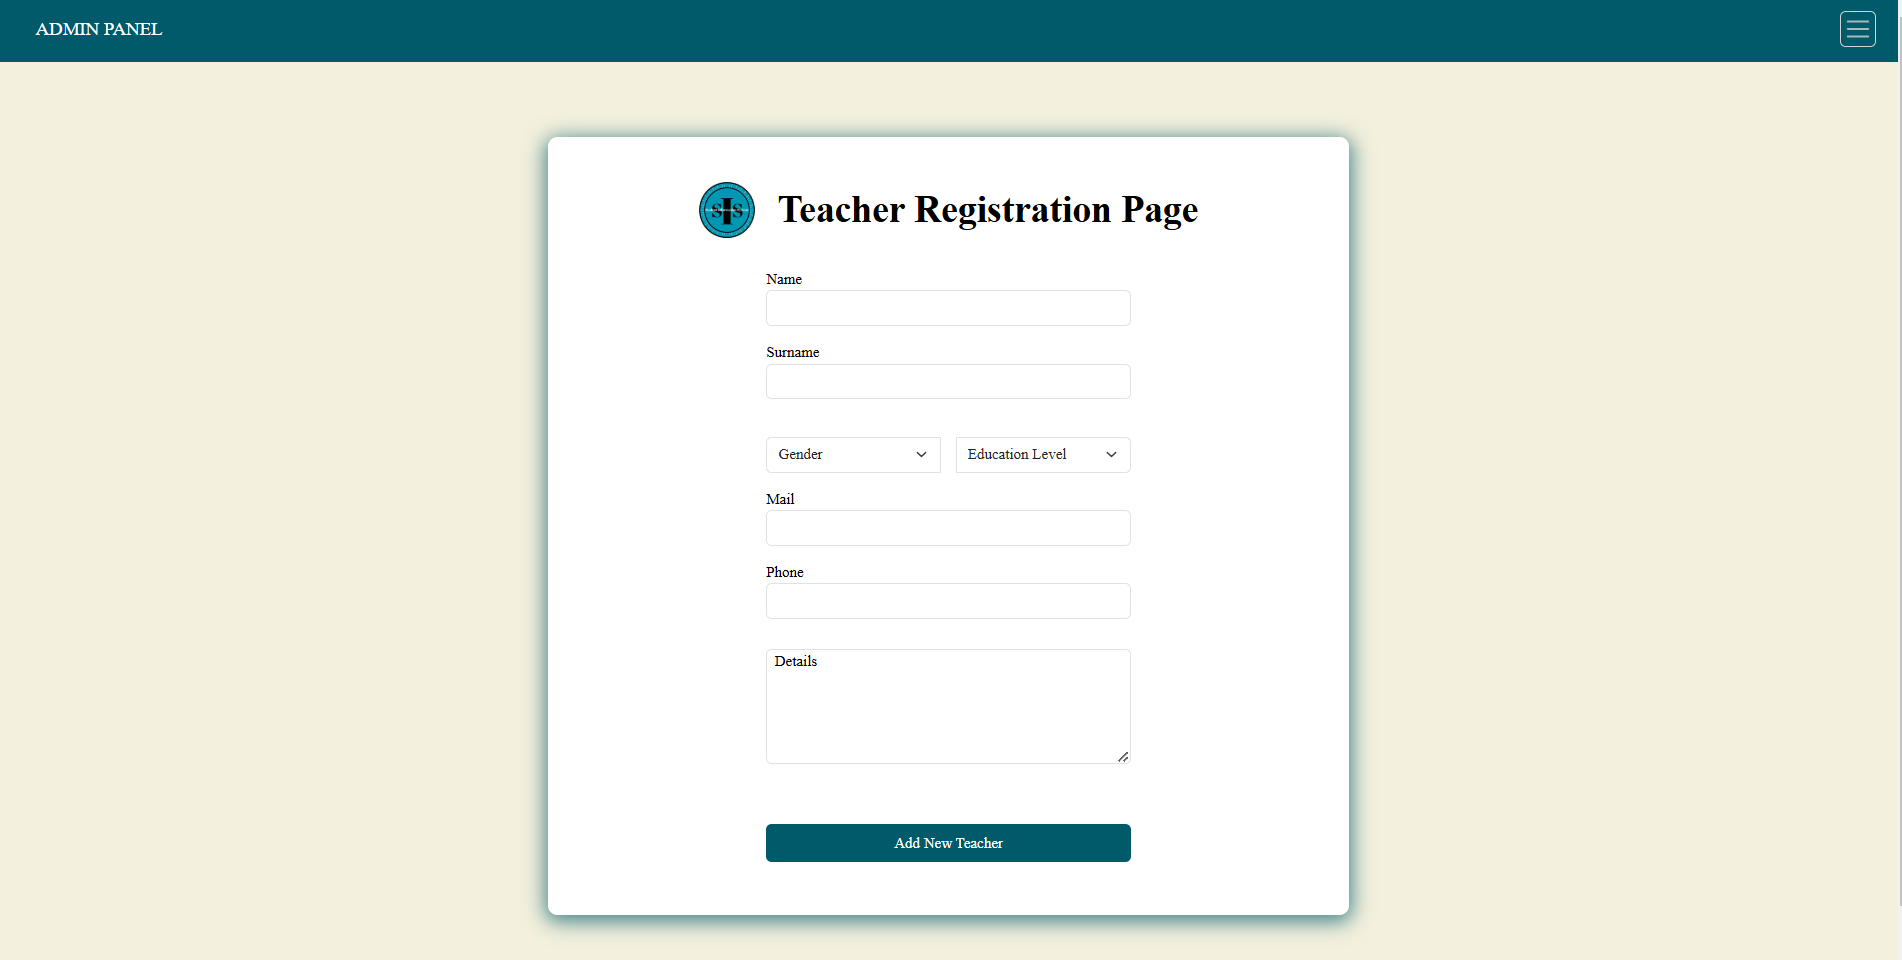 ADMIN PANEL
SIS
Teacher Registration Page
Name
Surname
Gender
Education Level
Mail
Phone
Details
Add New Teacher